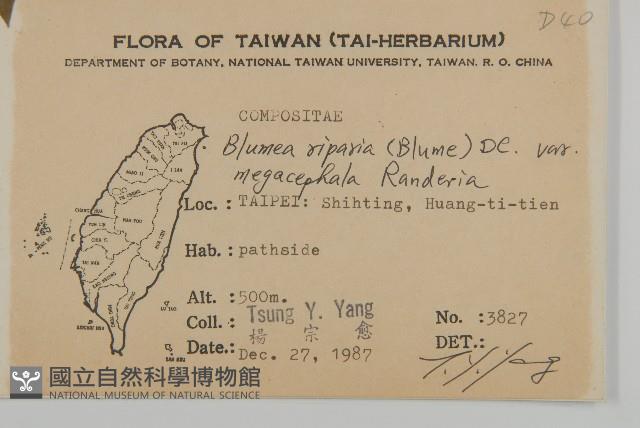 D40
FLORA OF TAIWAN (TAI-HERBARIUM)
DEPARTMENT OF BOTANY, NATIONAL TAIWAN UNIVERSITY, TAIWAN. R. O. CHINA
COMPOSITAE
Blumea riparia (Blume) DC. var.
megacephala Randeria
Loc. : TAIPEI: Shihting, Huang-ti-tien
Hab. : pathside
Alt. : 500m.
Coll. : Tsung Y. Yang
楊 宗 愈
No. : 3827
Date.: Dec. 27, 1987
DET.: T. Y. Yang
國立自然科學博物館
NATIONAL MUSEUM OF NATURAL SCIENCE